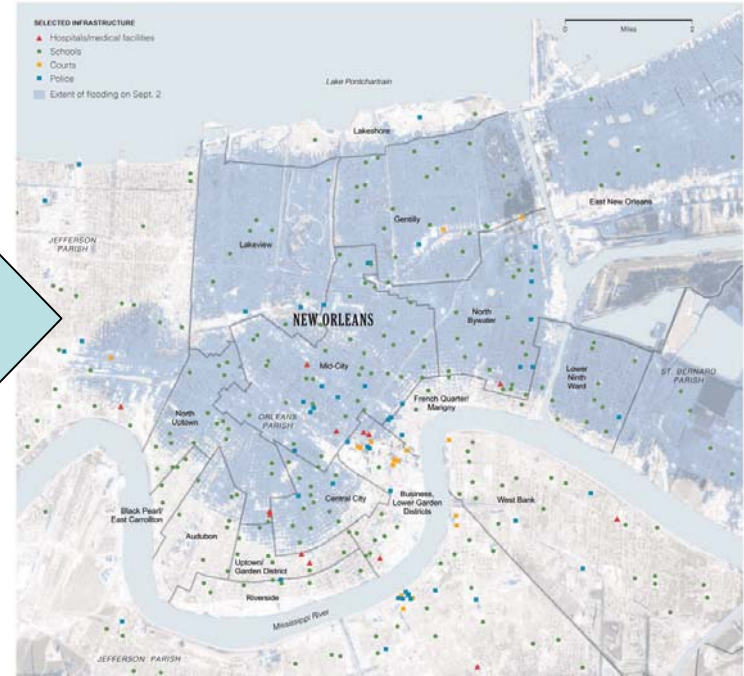 SELECTED INFRASTRUCTURE
Hospitals/medical facilities
Schools
Courts
Police
Extent of flooding on Sept. 2
0 2
Miles
Lake Pontchartrain
Lakeshore
East New Orleans
Gentilly
JEFFERSON
PARISH
Lakeview
NEW ORLEANS
North
Bywater
Mid-City
Lower
Ninth
Ward
ST. BERNARD
PARISH
French Quarter/
Marigny
North
Uptown
ORLEANS
PARISH
Central City
Business,
Lower Garden
Districts
West Bank
Black Pearl/
East Carrollton
Audubon
Uptown/
Garden District
Riverside
Mississippi River
JEFFERSON PARISH